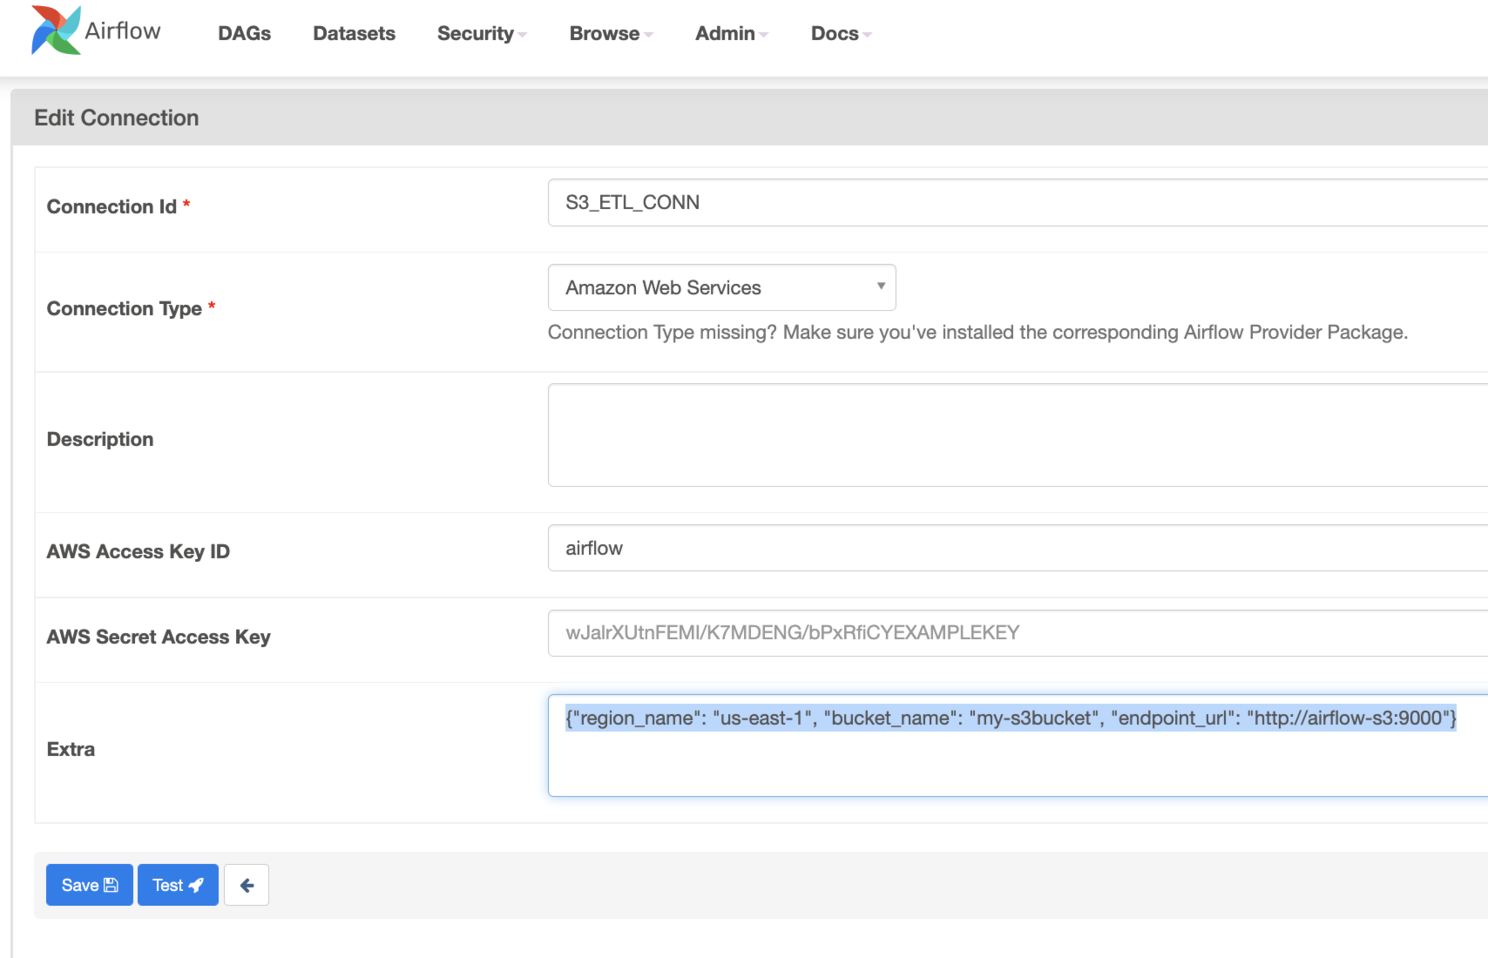 Airflow DAGs Datasets Security Browse Admin Docs
Edit Connection
Connection Id * S3_ETL_CONN
Connection Type * Amazon Web Services
Connection Type missing? Make sure you've installed the corresponding Airflow Provider Package.
Description
AWS Access Key ID airflow
AWS Secret Access Key wJalrXUtnFEMI/K7MDENG/bPxRfiCYEXAMPLEKEY
Extra {"region_name": "us-east-1", "bucket_name": "my-s3bucket", "endpoint_url": "http://airflow-s3:9000"}
Save Test